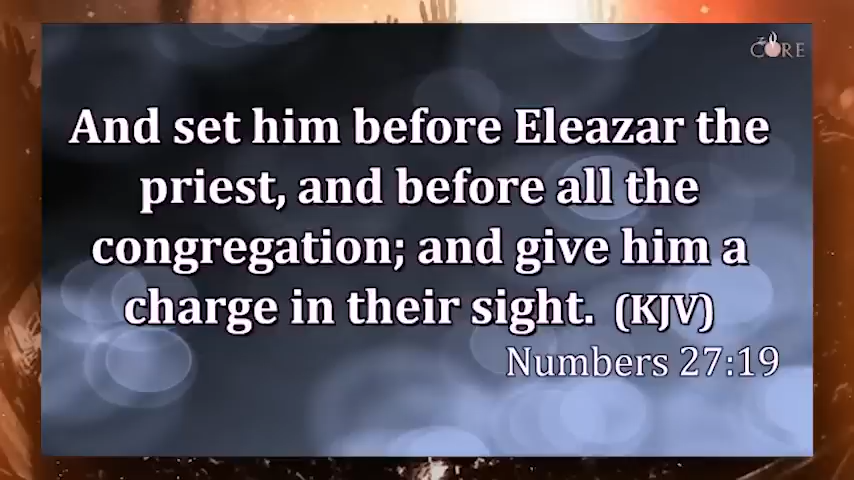 CORE
And set him before Eleazar the
priest, and before all the
congregation; and give him a
charge in their sight. (KJV)
Numbers 27:19